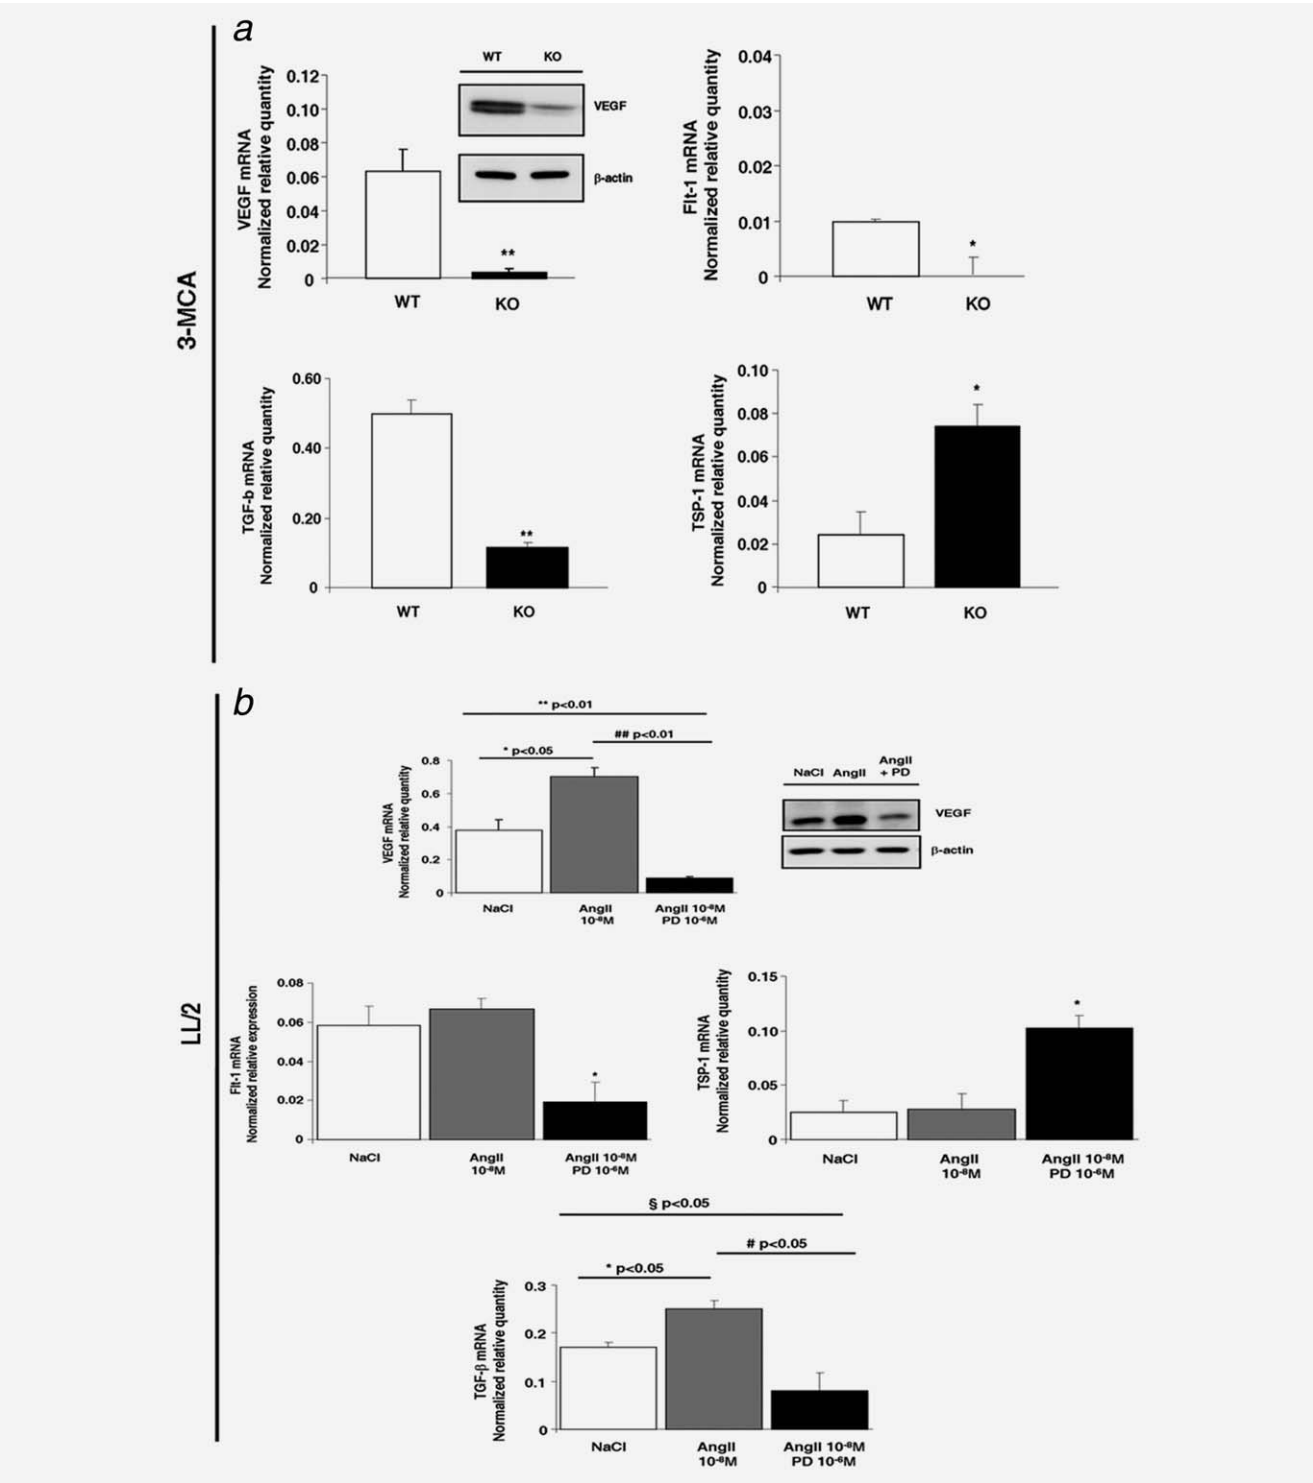 a
3-MCA
WT KO
VEGF
β-actin
VEGF mRNA
Normalized relative quantity
0.12
0.10
0.08
0.06
0.04
0.02
0
**
WT KO
Flt-1 mRNA
Normalized relative quantity
0.04
0.03
0.02
0.01
0
*
WT KO
TGF-b mRNA
Normalized relative quantity
0.60
0.40
0.20
0
**
WT KO
TSP-1 mRNA
Normalized relative quantity
0.10
0.08
0.06
0.04
0.02
0
*
WT KO
b
LL/2
** p<0.01
## p<0.01
* p<0.05
VEGF mRNA
Normalized relative quantity
0.8
0.6
0.4
0.2
0
NaCl AngII AngII 10⁻⁸M
10⁻⁸M PD 10⁻⁶M
AngII
NaCl AngII + PD
VEGF
β-actin
Flt-1 mRNA
Normalized relative expression
0.08
0.06
0.04
0.02
0
*
NaCl AngII AngII 10⁻⁸M
10⁻⁸M PD 10⁻⁶M
TSP-1 mRNA
Normalized relative quantity
0.15
0.10
0.05
0
*
NaCl AngII AngII 10⁻⁸M
10⁻⁸M PD 10⁻⁶M
§ p<0.05
# p<0.05
* p<0.05
TGF-β mRNA
Normalized relative quantity
0.3
0.2
0.1
0
NaCl AngII AngII 10⁻⁸M
10⁻⁸M PD 10⁻⁶M